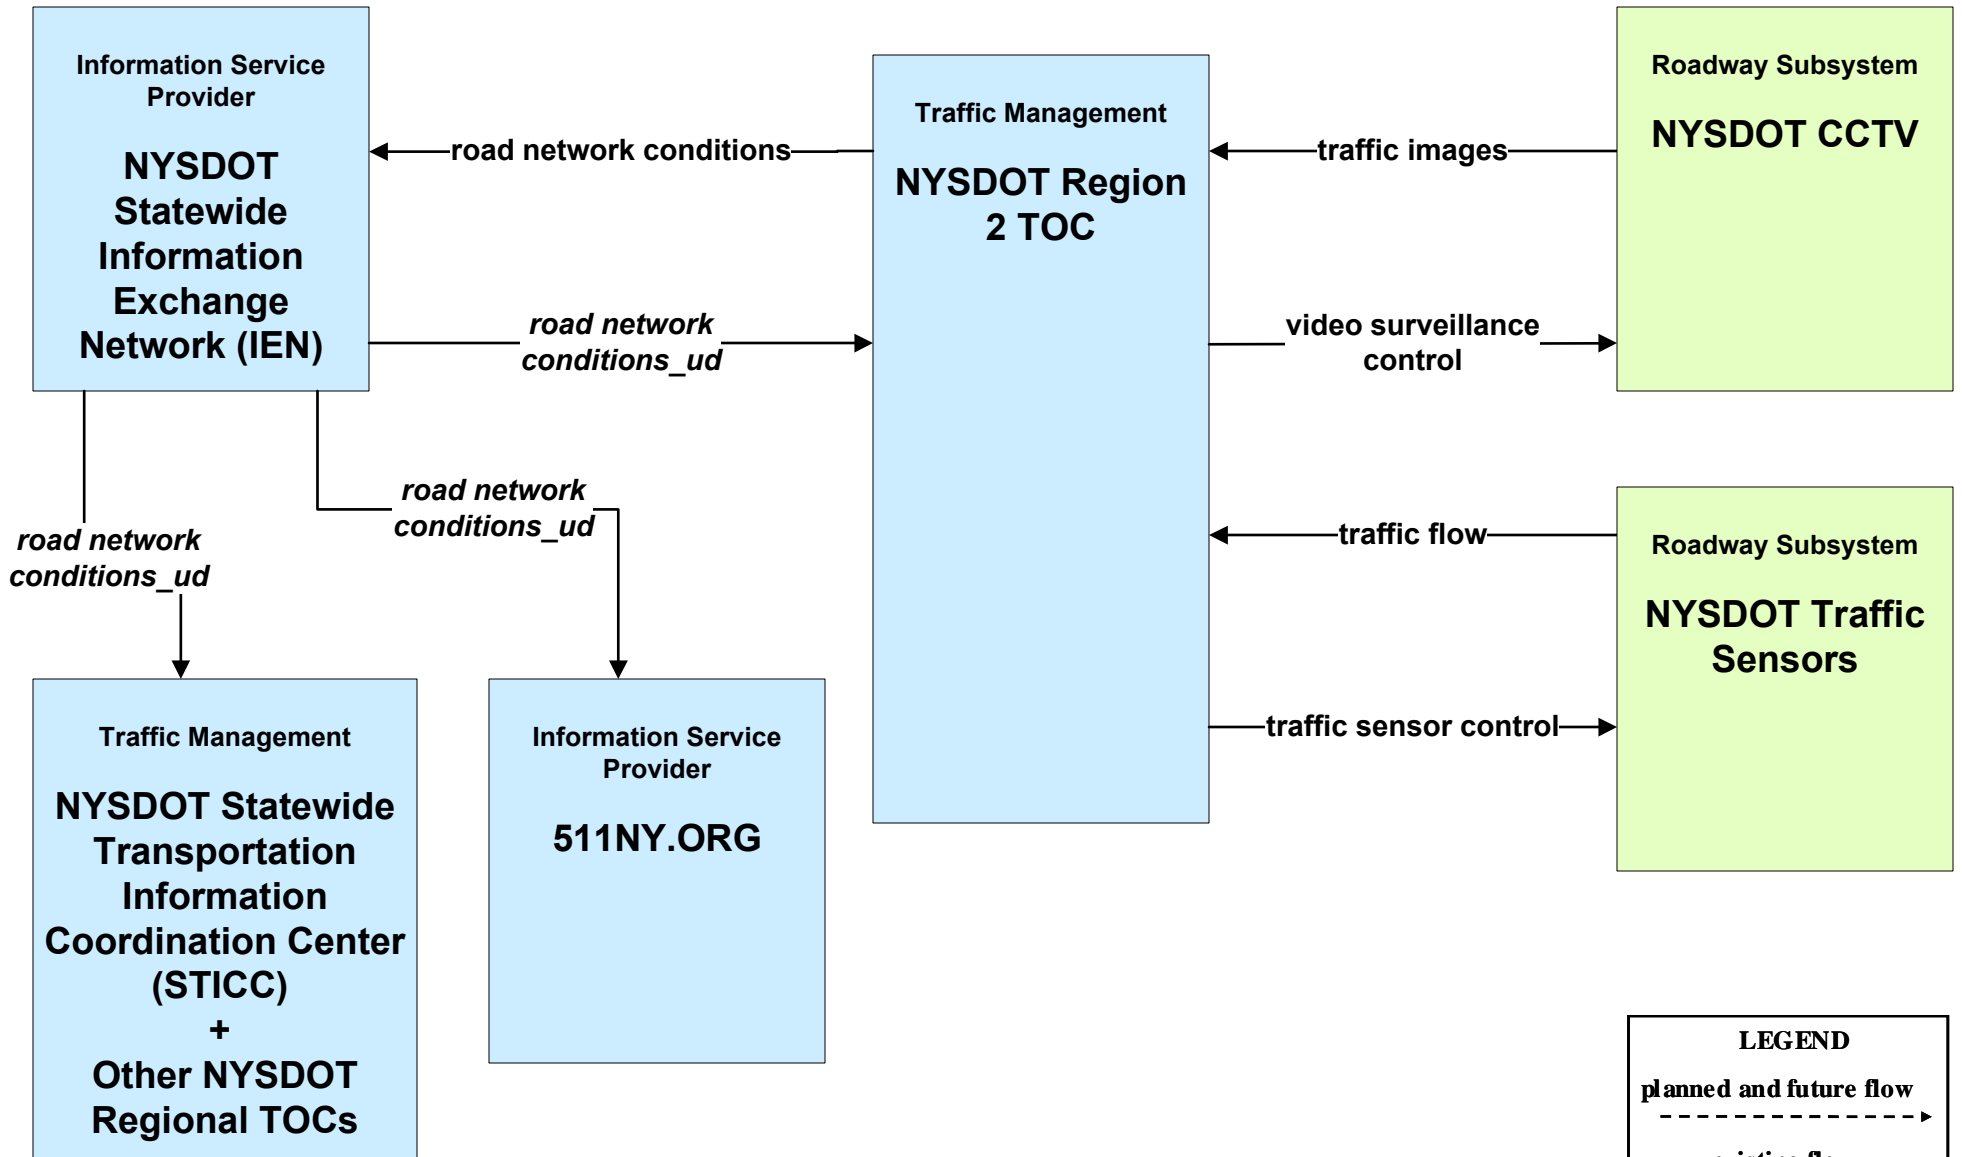 Information Service
Provider
NYSDOT
Statewide
Information
Exchange
Network (IEN)
road network conditions
Traffic Management
NYSDOT Region
2 TOC
traffic images
Roadway Subsystem
NYSDOT CCTV
road network
conditions_ud
video surveillance
control
road network
conditions_ud
road network
conditions_ud
traffic flow
Roadway Subsystem
NYSDOT Traffic
Sensors
traffic sensor control
Traffic Management
NYSDOT Statewide
Transportation
Information
Coordination Center
(STICC)
+
Other NYSDOT
Regional TOCs
Information Service
Provider
511NY.ORG
LEGEND
planned and future flow